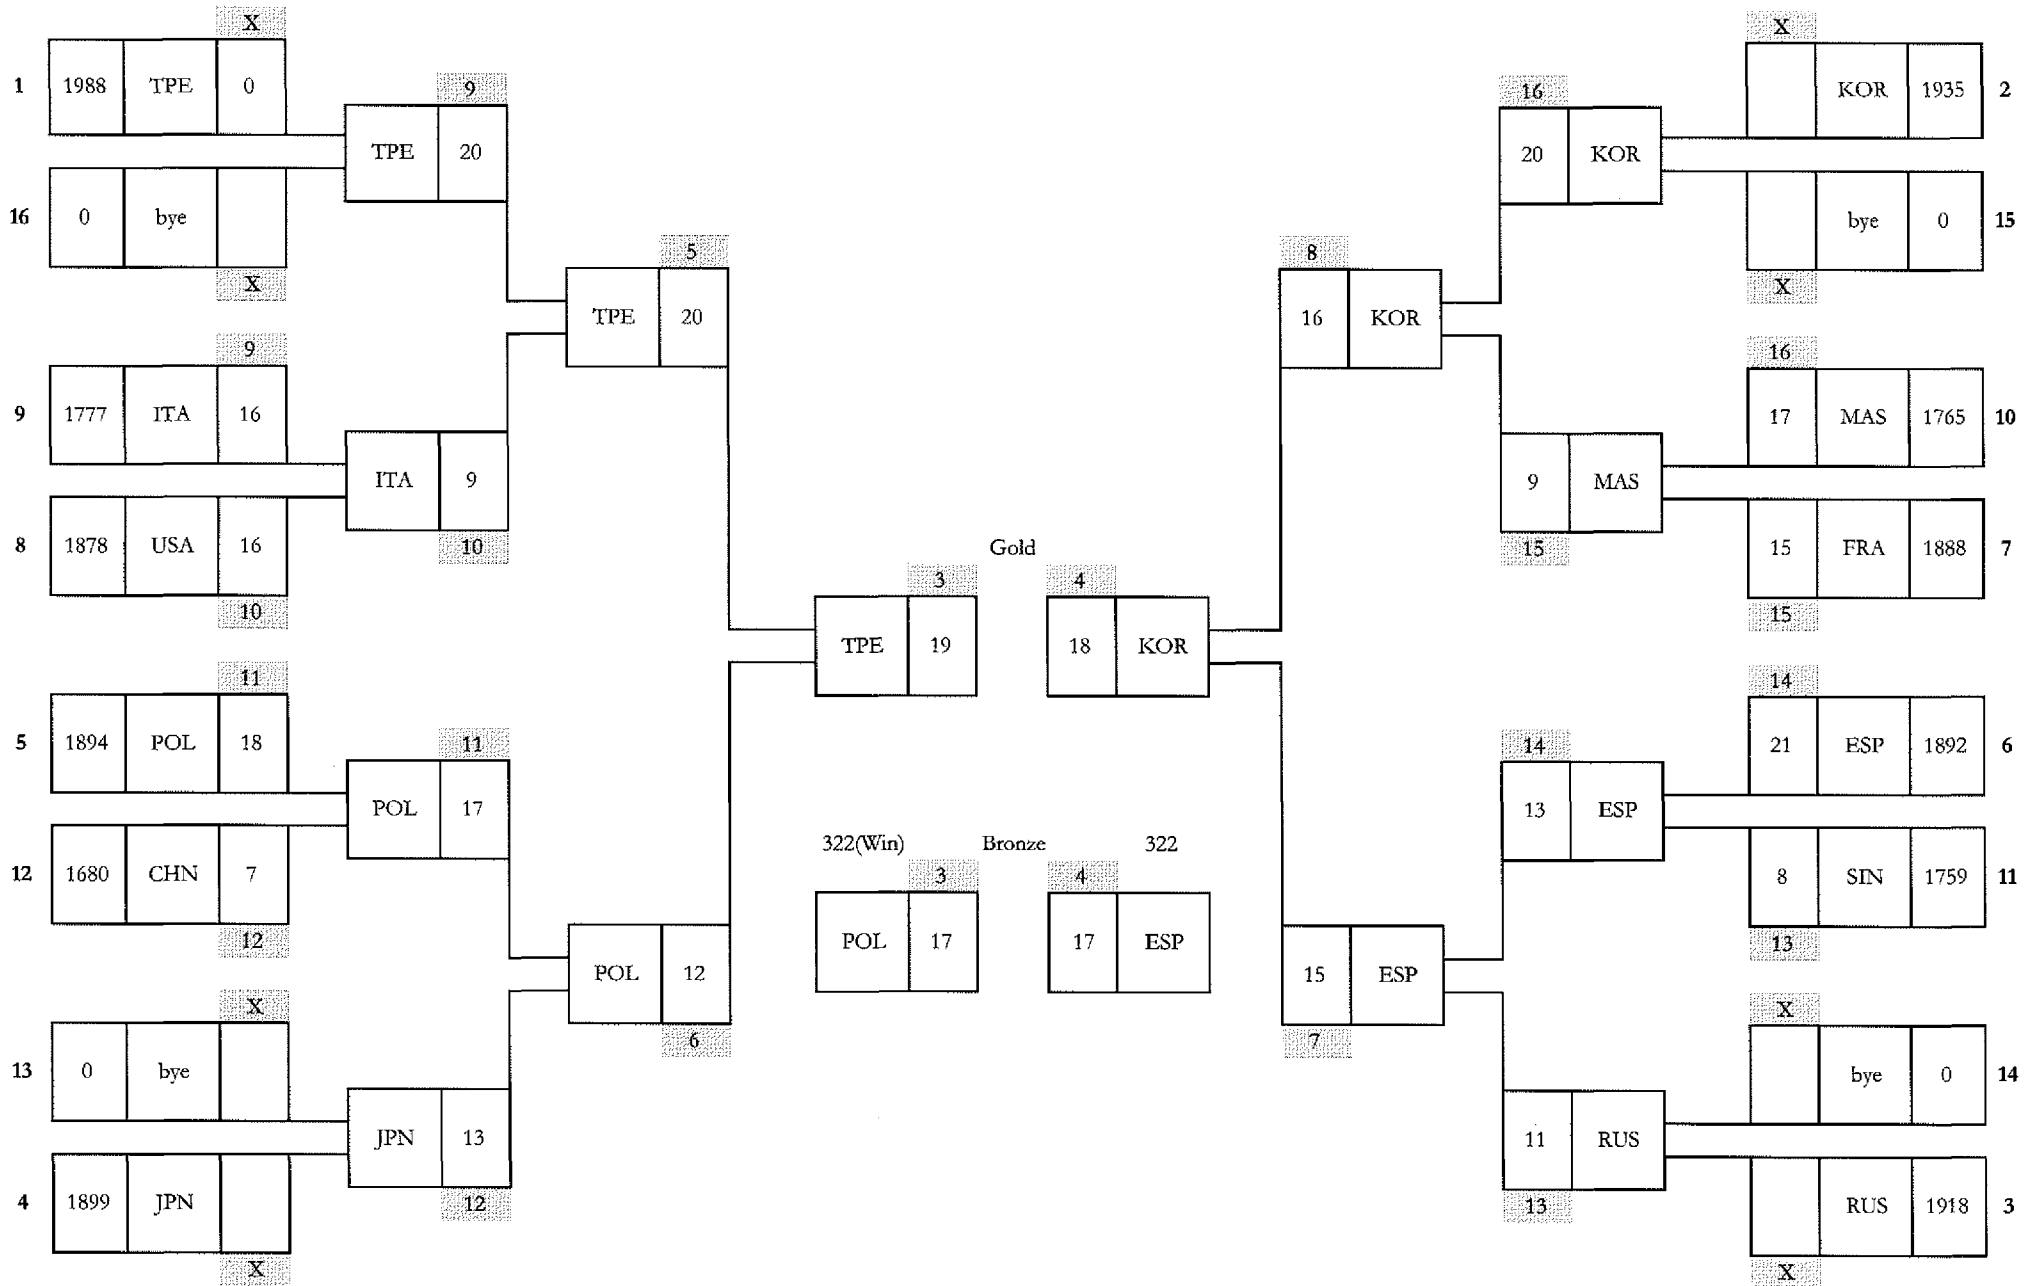 X
1 1988 TPE 0
16 0 bye
X
9
9 1777 ITA 16
8 1878 USA 16
10
11
5 1894 POL 18
12 1680 CHN 7
12
X
13 0 bye
4 1899 JPN
X
9
TPE 20
ITA 9
10
11
POL 17
JPN 13
12
5
TPE 20
POL 12
6
Gold
3 4
TPE 19 18 KOR
322(Win) Bronze 322
3 4
POL 17 17 ESP
8
16 KOR
15 ESP
7
16
20 KOR
9 MAS
15
14
13 ESP
11 RUS
13
X
KOR 1935 2
bye 0 15
X
16
17 MAS 1765 10
15 FRA 1888 7
15
14
21 ESP 1892 6
8 SIN 1759 11
13
X
bye 0 14
RUS 1918 3
X